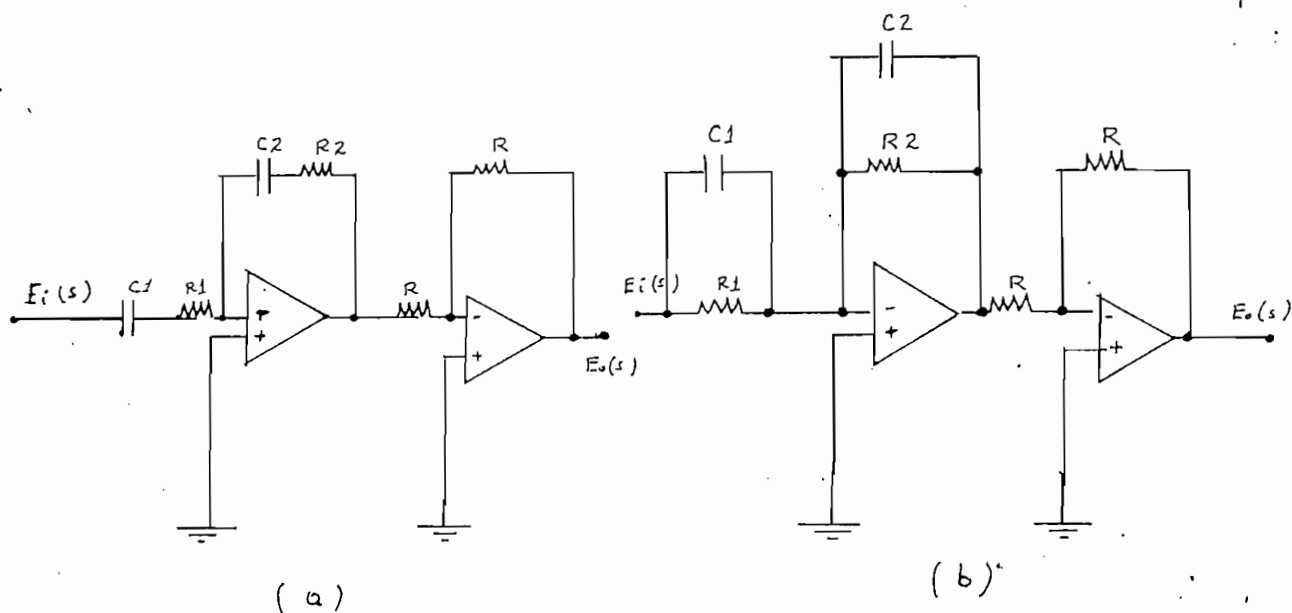 C2
C2 R2
R
C1
R2
R
Ei(s)
C1
R1
R
Ei(s)
R1
R
-
+
-
+
-
+
-
+
Eo(s)
Eo(s)
(a)
(b)